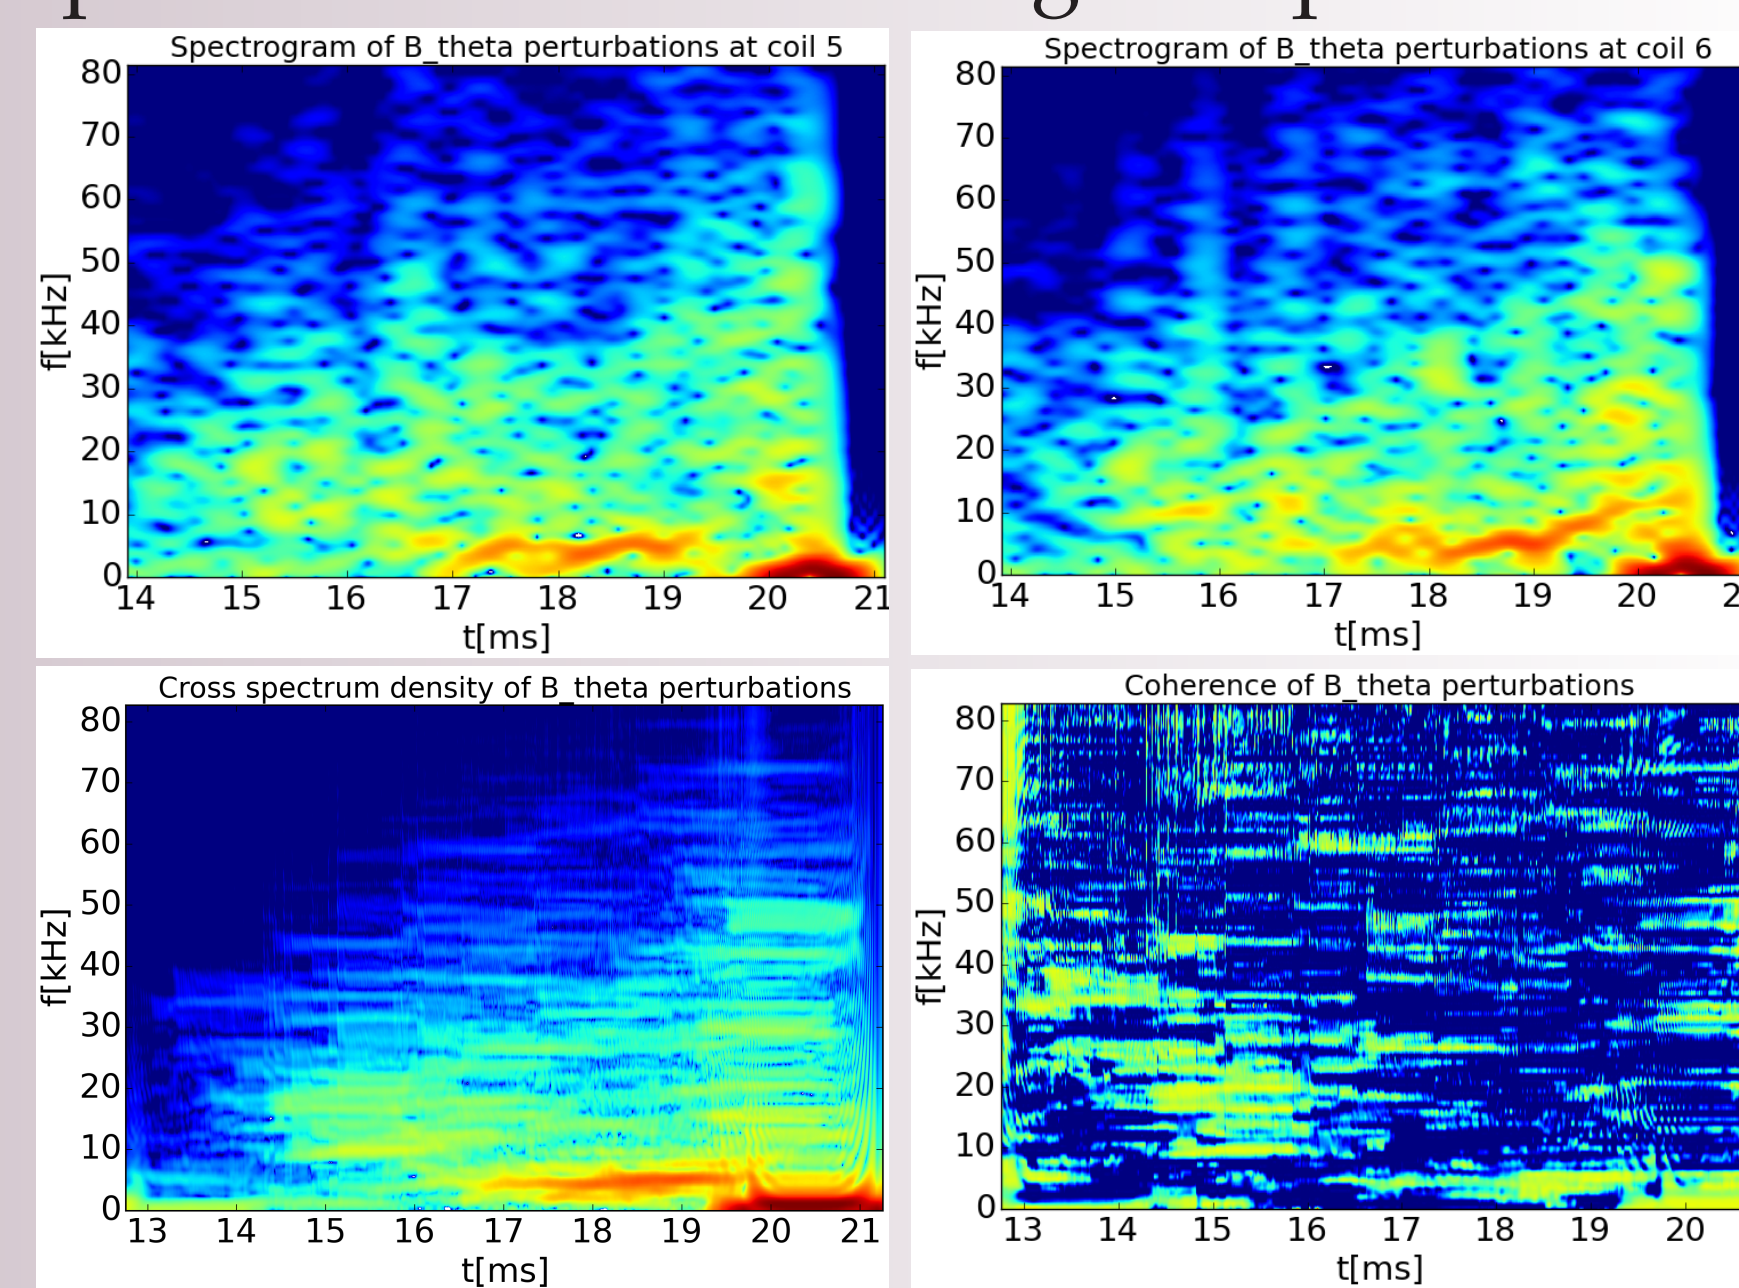 Spectrogram of B_theta perturbations at coil 5
80
70
60
50
40
30
20
10
0
f[kHz]
14 15 16 17 18 19 20 21
t[ms]
Spectrogram of B_theta perturbations at coil 6
80
70
60
50
40
30
20
10
0
f[kHz]
14 15 16 17 18 19 20 2
t[ms]
Cross spectrum density of B_theta perturbations
80
70
60
50
40
30
20
10
0
f[kHz]
13 14 15 16 17 18 19 20 21
t[ms]
Coherence of B_theta perturbations
80
70
60
50
40
30
20
10
0
f[kHz]
13 14 15 16 17 18 19 20
t[ms]